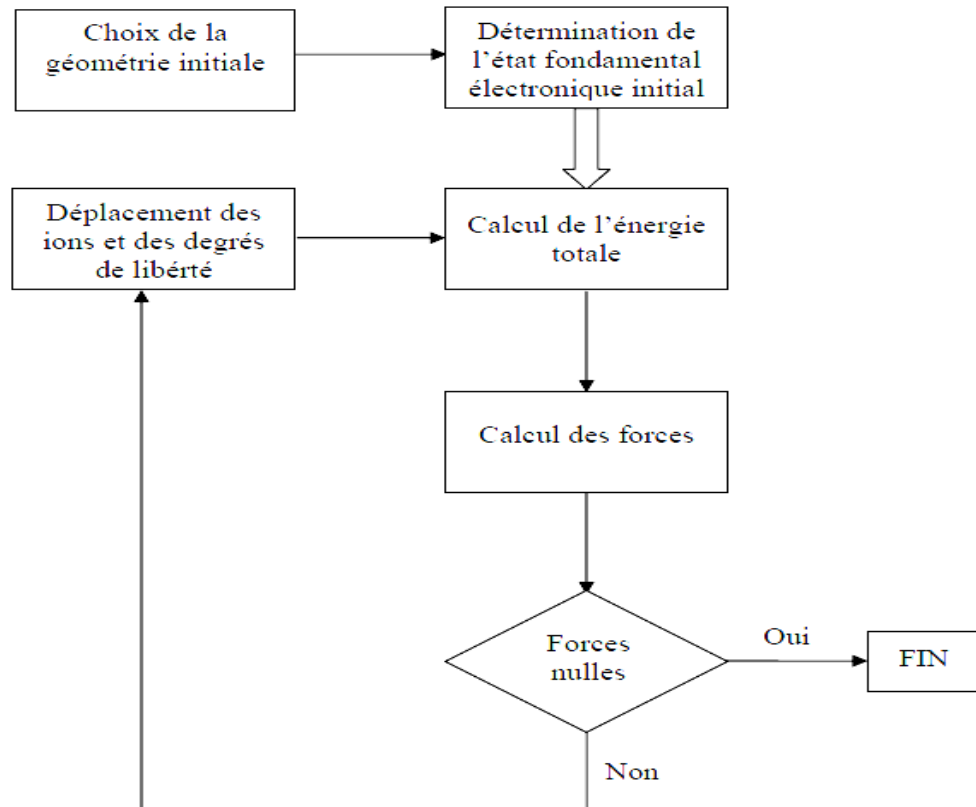 Choix de la
géométrie initiale
Détermination de
l’état fondamental
électronique initial
Déplacement des
ions et des degrés
de libérté
Calcul de l’énergie
totale
Calcul des forces
Forces
nulles
Oui
FIN
Non